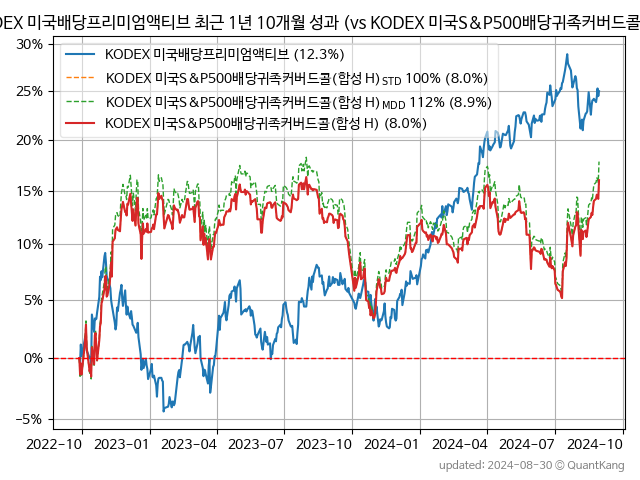 DEX 미국배당프리미엄액티브 최근 1년 10개월 성과 (vs KODEX 미국S&P500배당귀족커버드콜
KODEX 미국배당프리미엄액티브 (12.3%)
KODEX 미국S&P500배당귀족커버드콜(합성 H) STD 100% (8.0%)
KODEX 미국S&P500배당귀족커버드콜(합성 H) MDD 112% (8.9%)
KODEX 미국S&P500배당귀족커버드콜(합성 H) (8.0%)
30%
25%
20%
15%
10%
5%
0%
−5%
2022-10 2023-01 2023-04 2023-07 2023-10 2024-01 2024-04 2024-07 2024-10
updated: 2024-08-30 © QuantKang